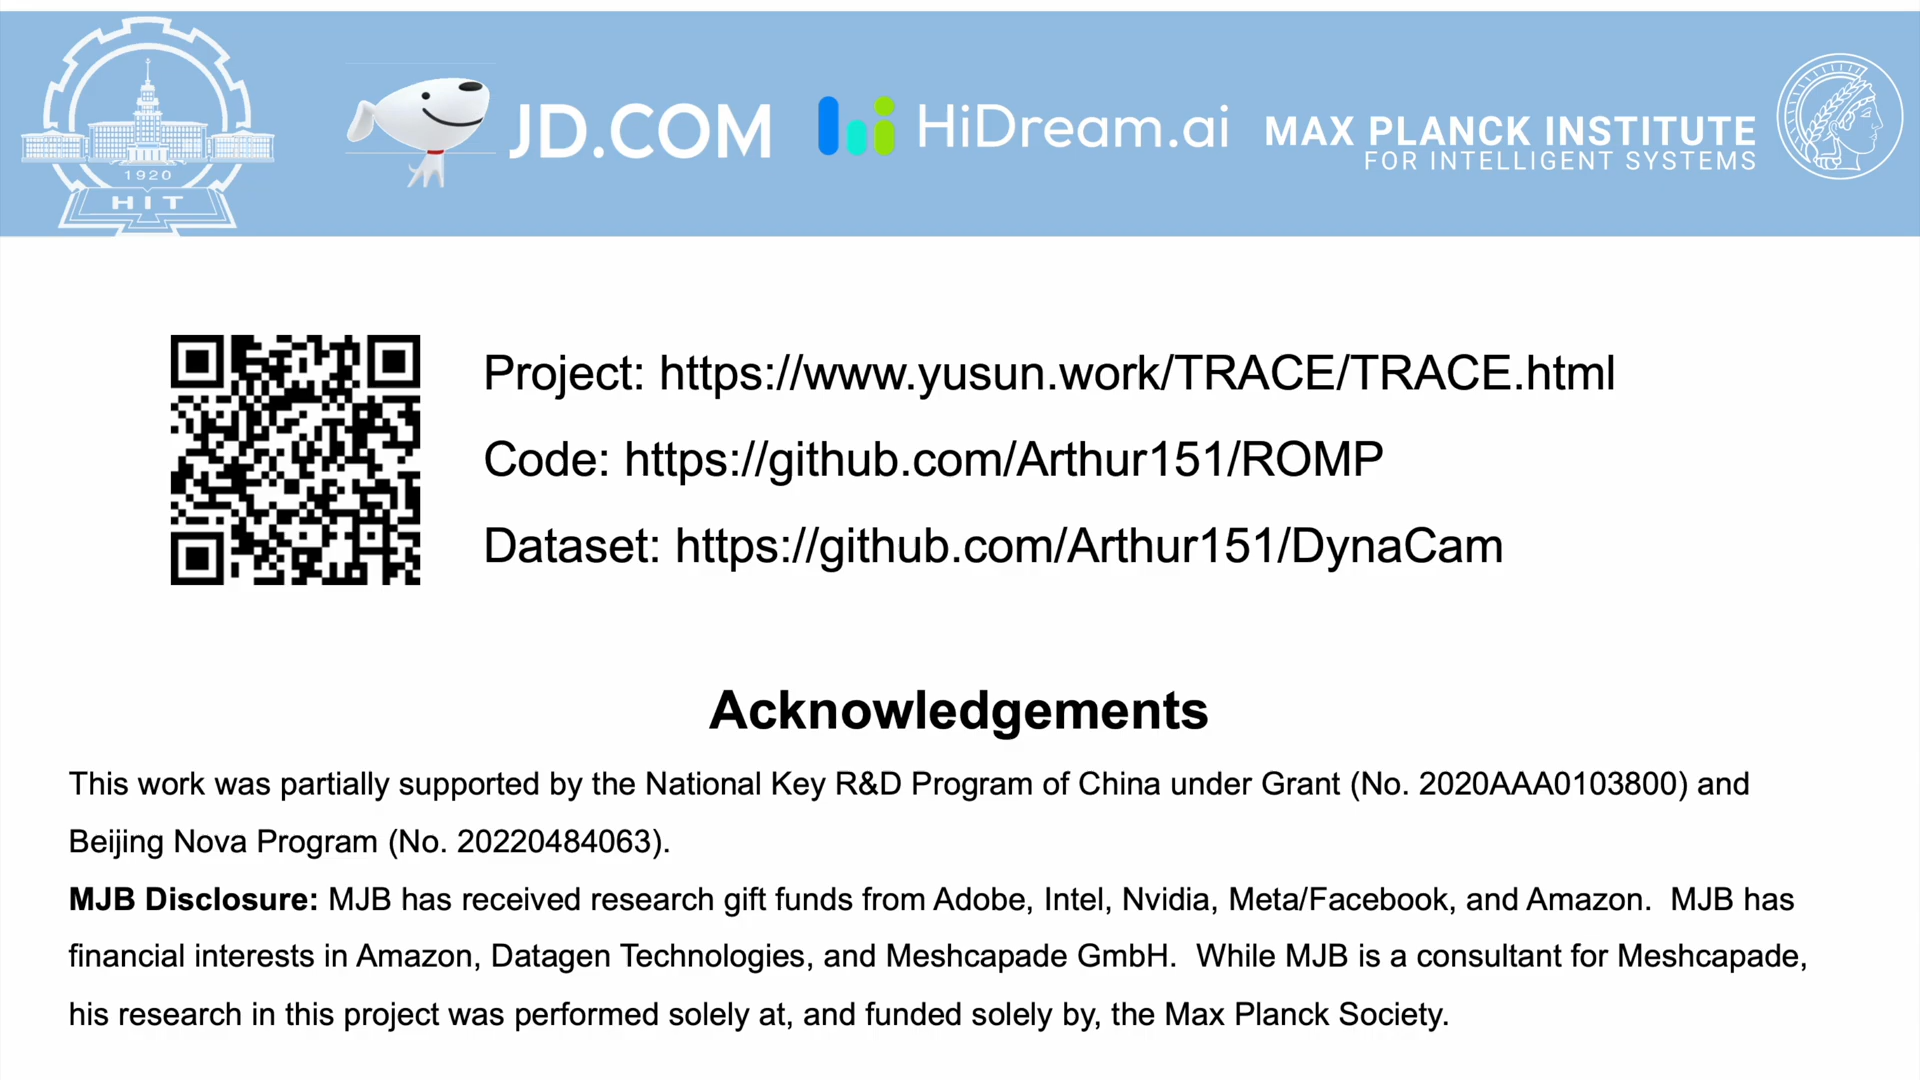 1920
HIT
JD.COM
HiDream.ai
MAX PLANCK INSTITUTE
FOR INTELLIGENT SYSTEMS
Project: https://www.yusun.work/TRACE/TRACE.html
Code: https://github.com/Arthur151/ROMP
Dataset: https://github.com/Arthur151/DynaCam
Acknowledgements
This work was partially supported by the National Key R&D Program of China under Grant (No. 2020AAA0103800) and
Beijing Nova Program (No. 20220484063).
MJB Disclosure: MJB has received research gift funds from Adobe, Intel, Nvidia, Meta/Facebook, and Amazon.  MJB has
financial interests in Amazon, Datagen Technologies, and Meshcapade GmbH.  While MJB is a consultant for Meshcapade,
his research in this project was performed solely at, and funded solely by, the Max Planck Society.